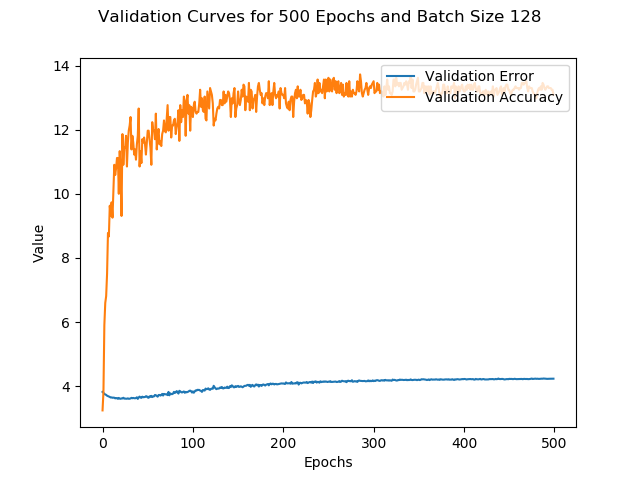 Validation Curves for 500 Epochs and Batch Size 128
14
12
10
8
6
4
Value
Validation Error
Validation Accuracy
0 100 200 300 400 500
Epochs